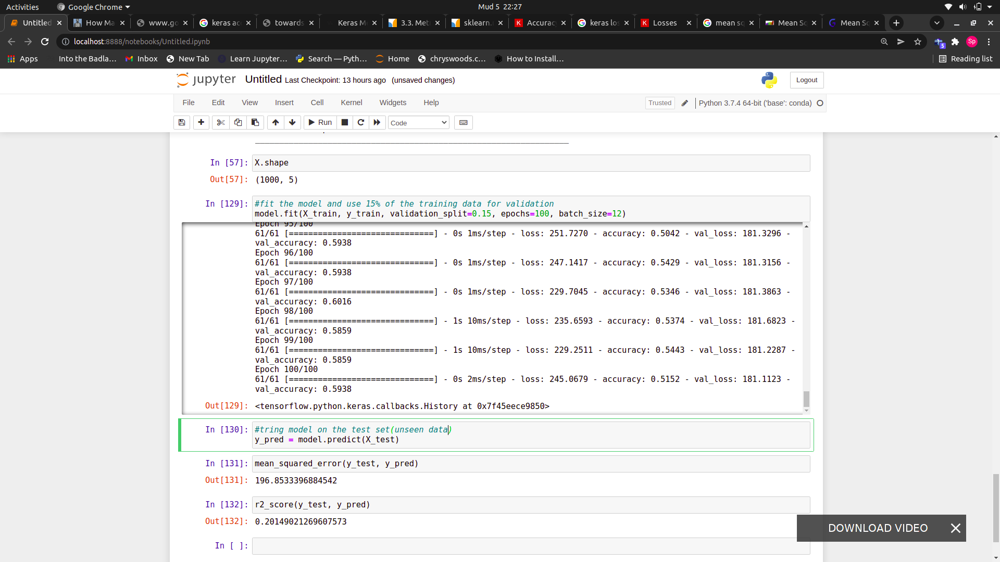 Activities Google Chrome Mud 5 22:27
Untitled How Ma www.go keras ac towards Keras M 3.3. Met sklearn. Accurac keras los Losses mean sq Mean Sq Mean Sq
localhost:8888/notebooks/Untitled.ipynb Sp 5
Apps Into the Badla... Inbox New Tab Learn Jupyter... Search — Pyth... Home chryswoods.c... How to Install... Reading list
jupyter Untitled Last Checkpoint: 13 hours ago (unsaved changes) Logout
File Edit View Insert Cell Kernel Widgets Help Trusted Python 3.7.4 64-bit ('base': conda)
Run Code
In [57]: X.shape
Out[57]: (1000, 5)
In [129]: #fit the model and use 15% of the training data for validation
model.fit(X_train, y_train, validation_split=0.15, epochs=100, batch_size=12)
Epoch 95/100
61/61 [==============================] - 0s 1ms/step - loss: 251.7270 - accuracy: 0.5042 - val_loss: 181.3296 -
val_accuracy: 0.5938
Epoch 96/100
61/61 [==============================] - 0s 1ms/step - loss: 247.1417 - accuracy: 0.5429 - val_loss: 181.3156 -
val_accuracy: 0.5938
Epoch 97/100
61/61 [==============================] - 0s 1ms/step - loss: 229.7045 - accuracy: 0.5346 - val_loss: 181.3863 -
val_accuracy: 0.6016
Epoch 98/100
61/61 [==============================] - 1s 10ms/step - loss: 235.6593 - accuracy: 0.5374 - val_loss: 181.6823 -
val_accuracy: 0.5859
Epoch 99/100
61/61 [==============================] - 1s 10ms/step - loss: 229.2511 - accuracy: 0.5443 - val_loss: 181.2287 -
val_accuracy: 0.5859
Epoch 100/100
61/61 [==============================] - 0s 2ms/step - loss: 245.0679 - accuracy: 0.5152 - val_loss: 181.1123 -
val_accuracy: 0.5938
Out[129]: <tensorflow.python.keras.callbacks.History at 0x7f45eece9850>
In [130]: #tring model on the test set(unseen data)
y_pred = model.predict(X_test)
In [131]: mean_squared_error(y_test, y_pred)
Out[131]: 196.8533396884542
In [132]: r2_score(y_test, y_pred)
Out[132]: 0.20149021269607573
DOWNLOAD VIDEO
In [ ]: